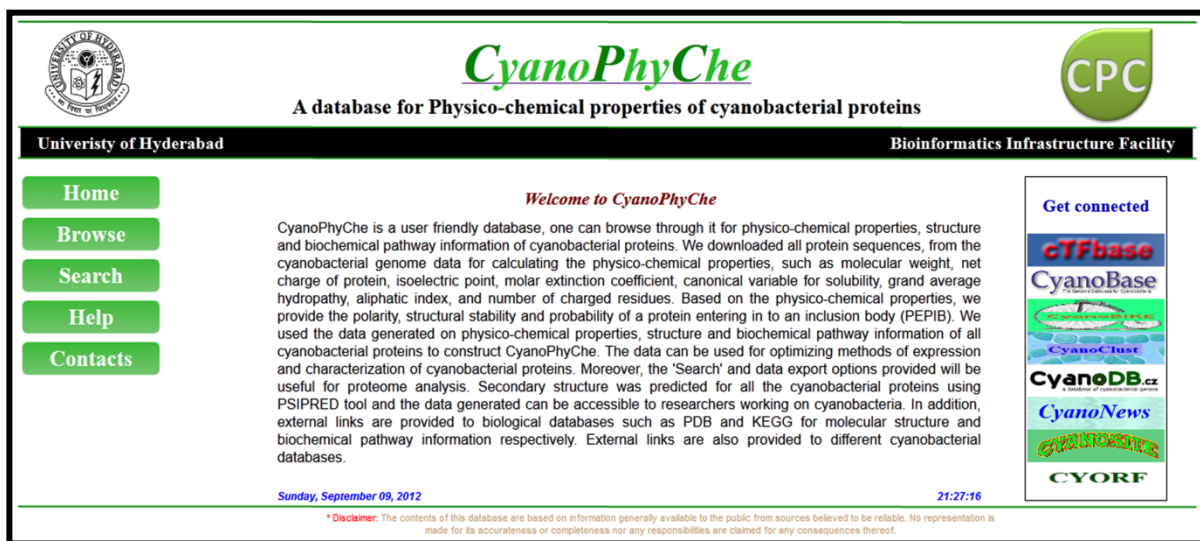 UNIVERSITY OF HYDERABAD
CyanoPhyChe
A database for Physico-chemical properties of cyanobacterial proteins
CPC
Univeristy of Hyderabad
Bioinformatics Infrastructure Facility
Home
Browse
Search
Help
Contacts
Welcome to CyanoPhyChe
CyanoPhyChe is a user friendly database, one can browse through it for physico-chemical properties, structure
and biochemical pathway information of cyanobacterial proteins. We downloaded all protein sequences, from the
cyanobacterial genome data for calculating the physico-chemical properties, such as molecular weight, net
charge of protein, isoelectric point, molar extinction coefficient, canonical variable for solubility, grand average
hydropathy, aliphatic index, and number of charged residues. Based on the physico-chemical properties, we
provide the polarity, structural stability and probability of a protein entering in to an inclusion body (PEPIB). We
used the data generated on physico-chemical properties, structure and biochemical pathway information of all
cyanobacterial proteins to construct CyanoPhyChe. The data can be used for optimizing methods of expression
and characterization of cyanobacterial proteins. Moreover, the 'Search' and data export options provided will be
useful for proteome analysis. Secondary structure was predicted for all the cyanobacterial proteins using
PSIPRED tool and the data generated can be accessible to researchers working on cyanobacteria. In addition,
external links are provided to biological databases such as PDB and KEGG for molecular structure and
biochemical pathway information respectively. External links are also provided to different cyanobacterial
databases.
Sunday, September 09, 2012
21:27:16
Get connected
cTFbase
CyanoBase
The Genome Database for Cyanobacteria
CyanoBIKE
CyanoClust
CyanoDB.cz
a database of cyanobacterial genera
CyanoNews
CYANOSITE
CYORF
* Disclaimer: The contents of this database are based on information generally available to the public from sources believed to be reliable. No representation is
made for its accurateness or completeness nor any responsibilities are claimed for any consequences thereof.